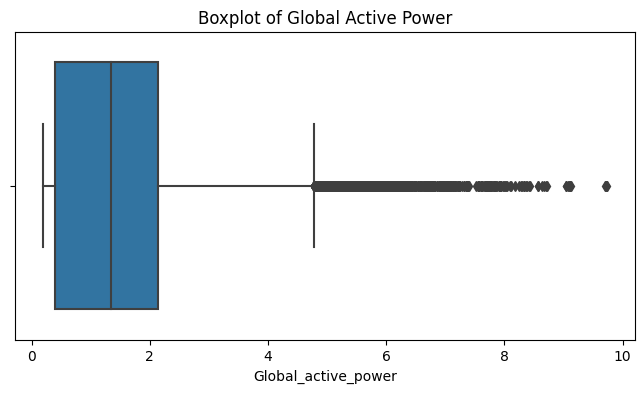 Boxplot of Global Active Power
0 2 4 6 8 10
Global_active_power